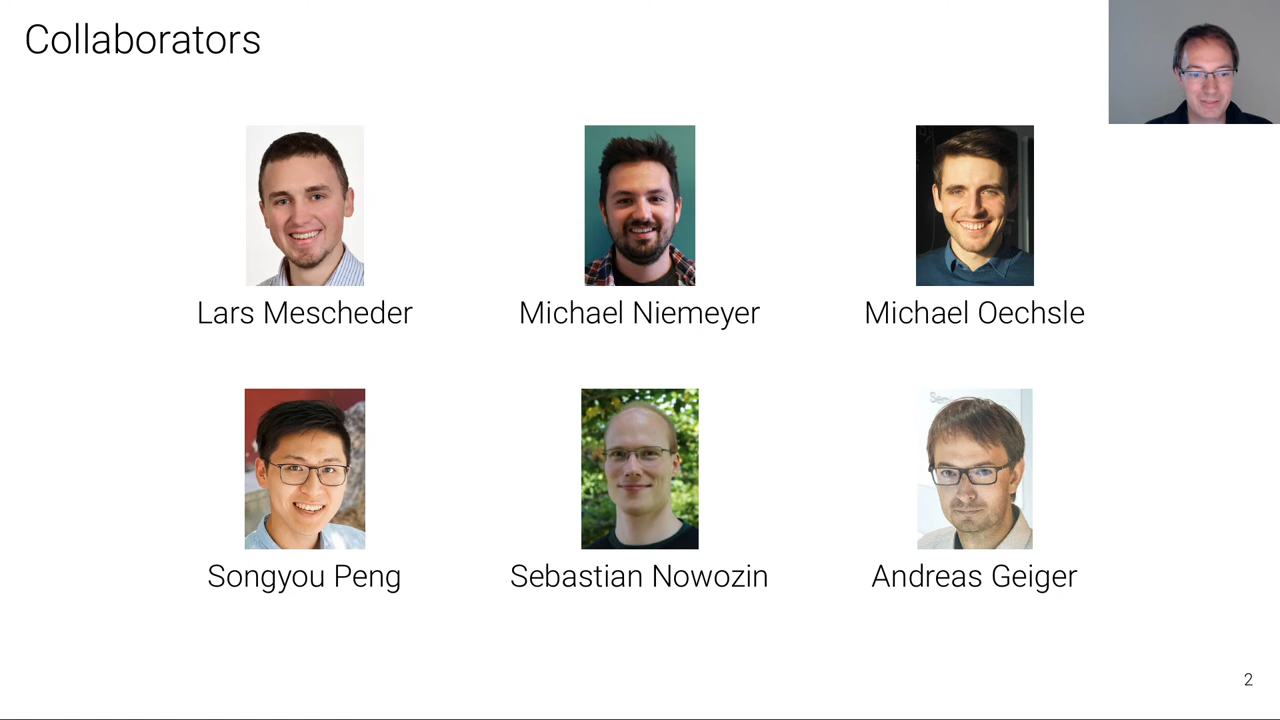 Collaborators
Lars Mescheder
Michael Niemeyer
Michael Oechsle
Songyou Peng
Sebastian Nowozin
Andreas Geiger
2